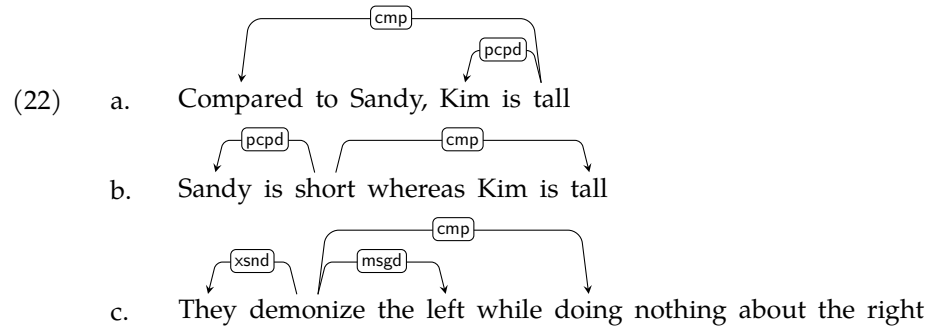 cmp
pcpd
(22) a. Compared to Sandy, Kim is tall
pcpd cmp
b. Sandy is short whereas Kim is tall
cmp
xsnd msgd
c. They demonize the left while doing nothing about the right